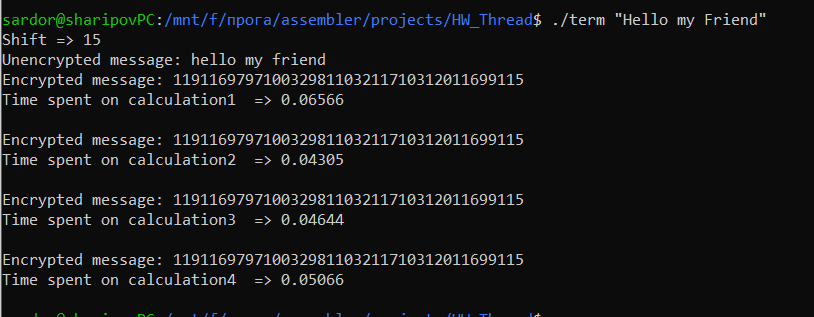 sardor@sharipovPC:/mnt/f/прога/assembler/projects/HW_Thread$ ./term "Hello my Friend"
Shift => 15
Unencrypted message: hello my friend
Encrypted message: 119116979710032981103211710312011699115
Time spent on calculation1 => 0.06566
Encrypted message: 119116979710032981103211710312011699115
Time spent on calculation2 => 0.04305
Encrypted message: 119116979710032981103211710312011699115
Time spent on calculation3 => 0.04644
Encrypted message: 119116979710032981103211710312011699115
Time spent on calculation4 => 0.05066